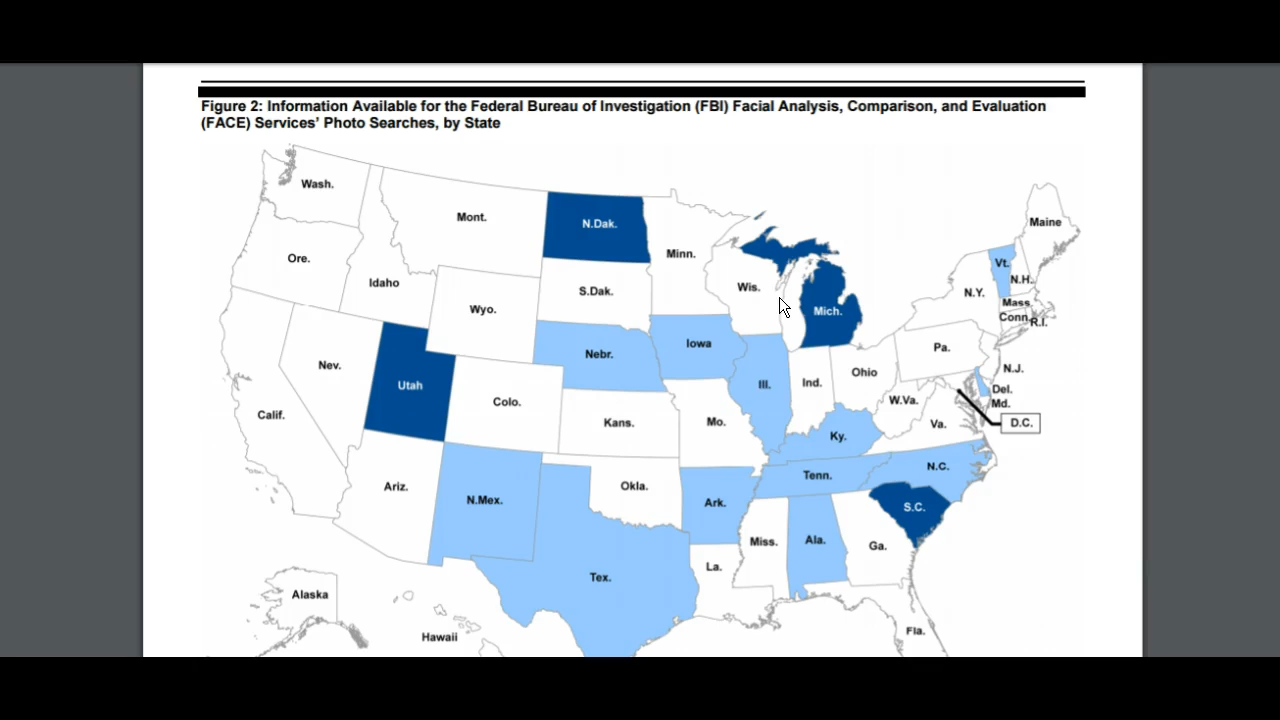 Figure 2: Information Available for the Federal Bureau of Investigation (FBI) Facial Analysis, Comparison, and Evaluation
(FACE) Services' Photo Searches, by State
Wash.
Mont.
N.Dak.
Minn.
Maine
Ore.
Idaho
S.Dak.
Wis.
Mich.
Vt.
N.H.
N.Y.
Mass.
Conn.
R.I.
Wyo.
Nebr.
Iowa
Pa.
Nev.
Utah
Colo.
Ill.
Ind.
Ohio
N.J.
Del.
Md.
W.Va.
Calif.
Kans.
Mo.
Ky.
Va.
D.C.
Ariz.
N.Mex.
Okla.
Ark.
Tenn.
N.C.
S.C.
Miss.
Ala.
Ga.
Tex.
La.
Alaska
Hawaii
Fla.